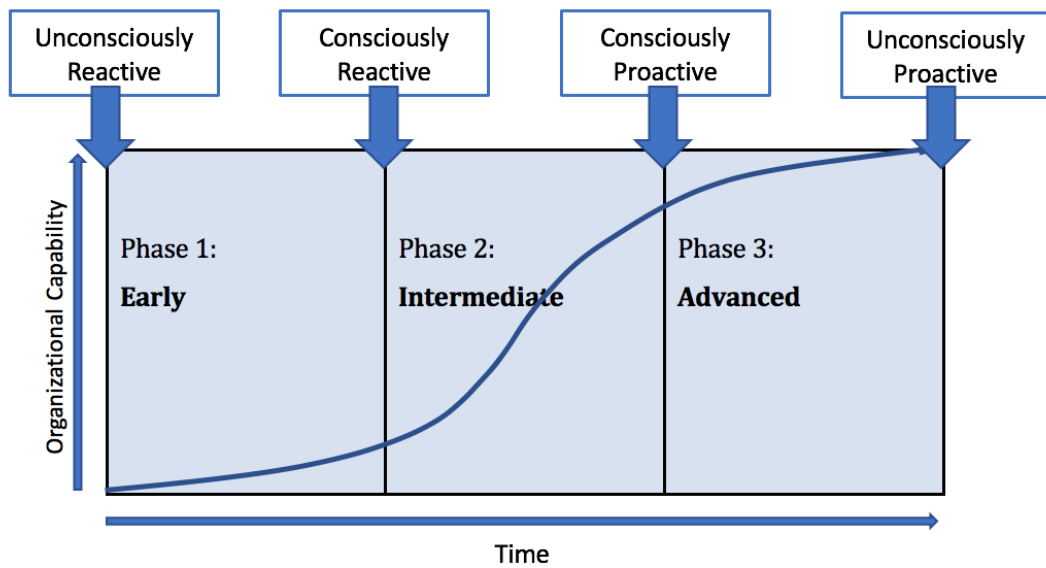 Unconsciously
Reactive
Consciously
Reactive
Consciously
Proactive
Unconsciously
Proactive
Organizational Capability
Phase 1:
Early
Phase 2:
Intermediate
Phase 3:
Advanced
Time